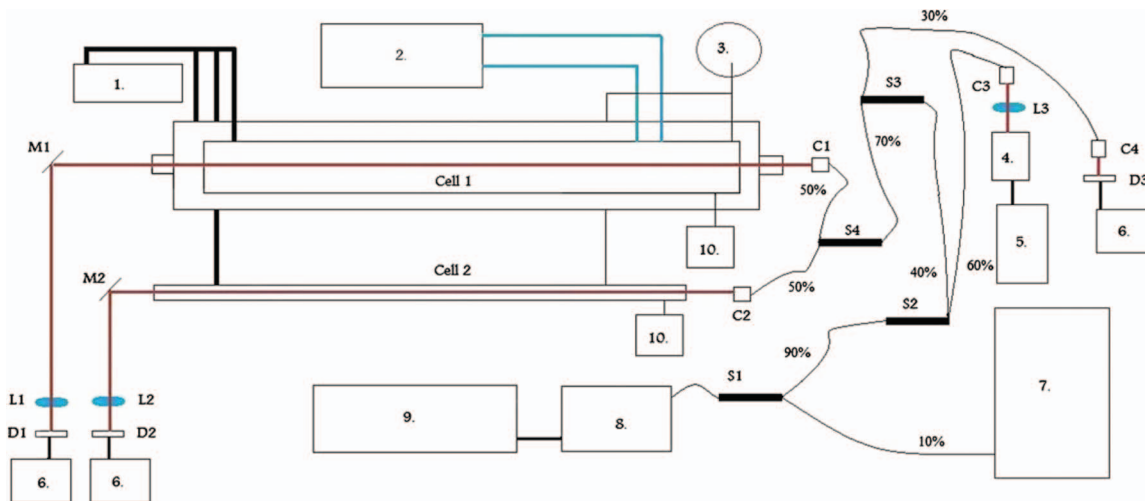 30%
1.
2.
3.
S3
C3
L3
4.
C4
D3
70%
M1
C1
Cell 1
50%
S4
10.
5.
6.
M2
Cell 2
50%
40%
60%
C2
S2
10.
90%
7.
S1
L1
L2
9.
8.
D1
D2
10%
6.
6.